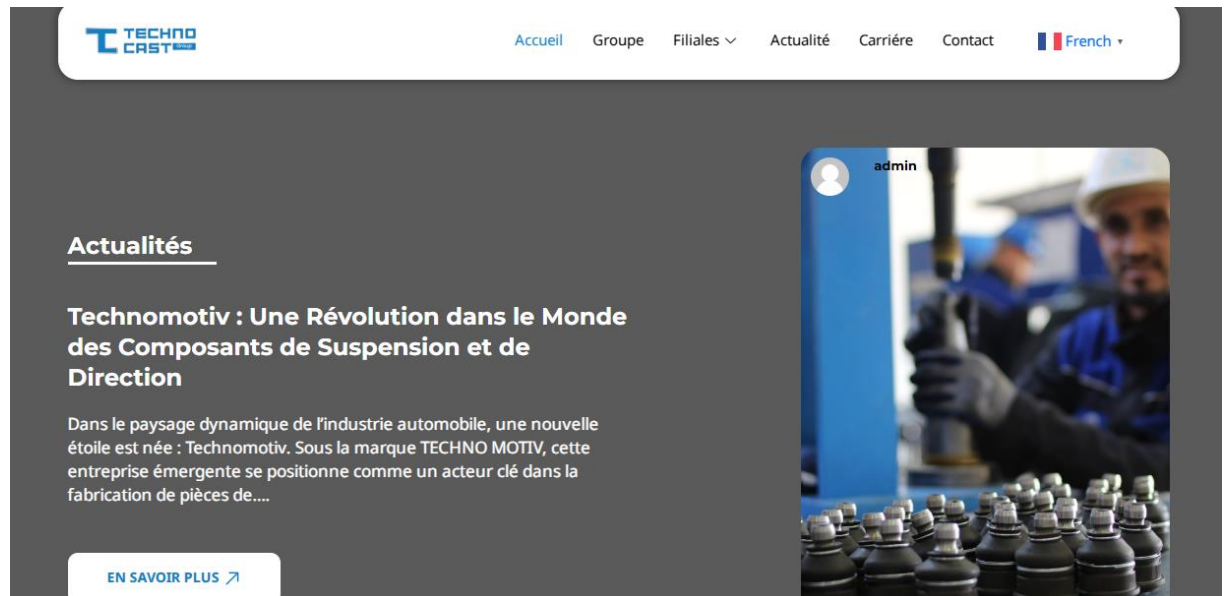 TECHNO
CAST Group
Accueil Groupe Filiales Actualité Carriére Contact French
admin
Actualités
Technomotiv : Une Révolution dans le Monde
des Composants de Suspension et de
Direction
Dans le paysage dynamique de l’industrie automobile, une nouvelle
étoile est née : Technomotiv. Sous la marque TECHNO MOTIV, cette
entreprise émergente se positionne comme un acteur clé dans la
fabrication de pièces de....
EN SAVOIR PLUS